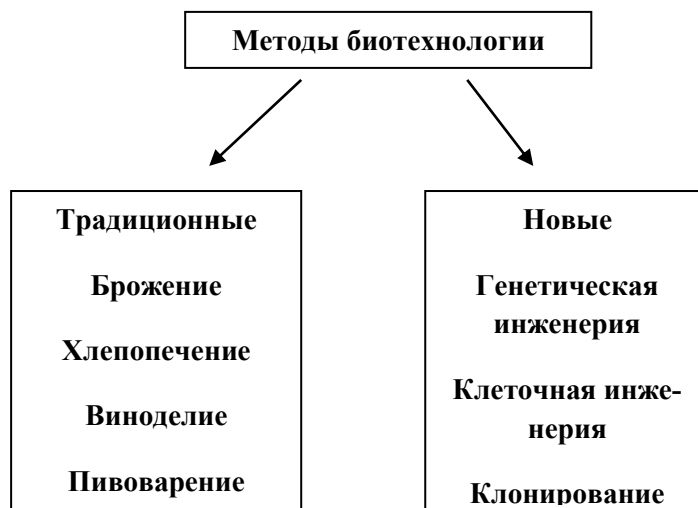 Методы биотехнологии
Традиционные
Брожение
Хлепопечение
Виноделие
Пивоварение
Новые
Генетическая
инженерия
Клеточная инже-
нерия
Клонирование